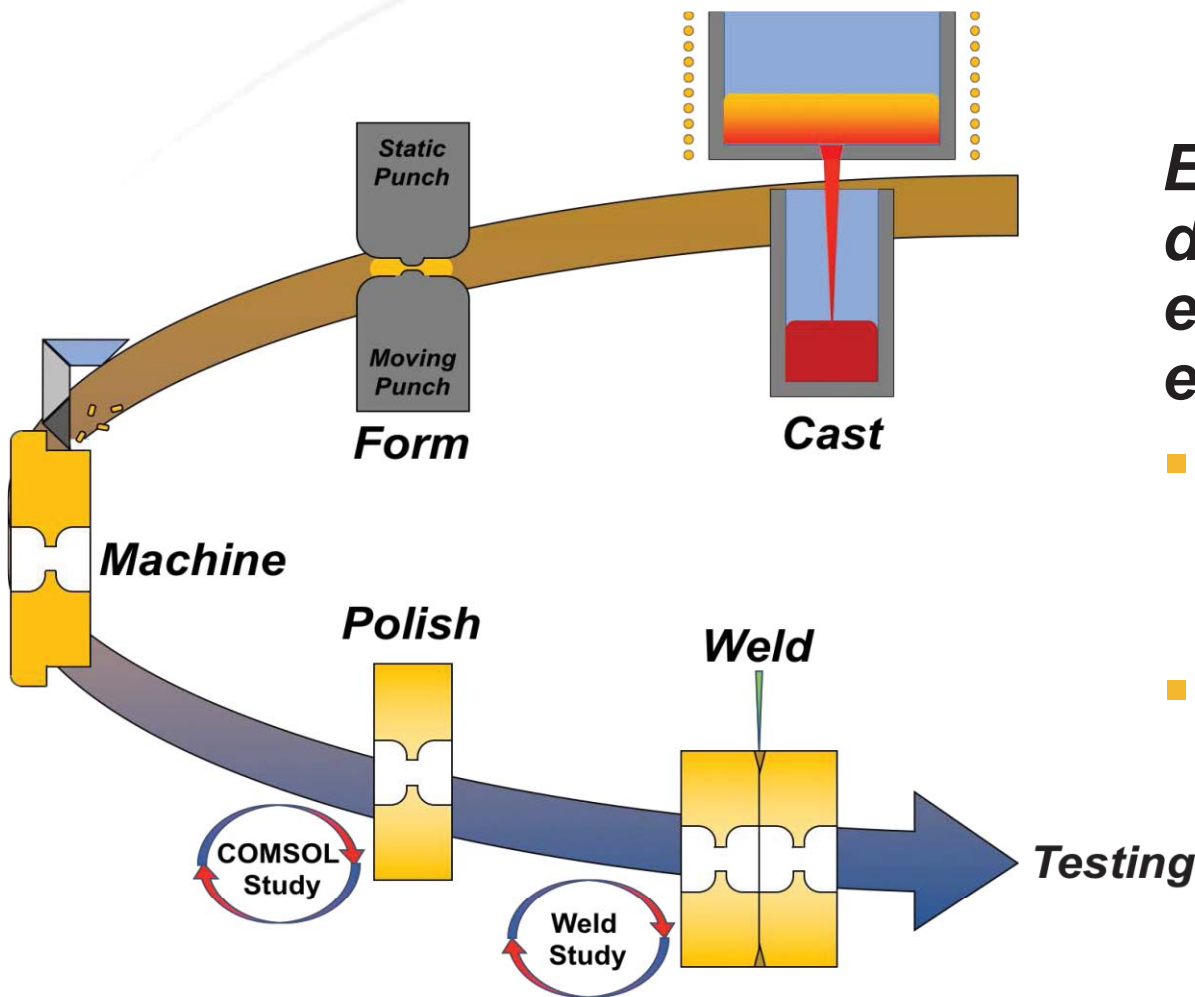 Static
Punch
Moving
Punch
Form
Cast
Machine
Polish
Weld
COMSOL
Study
Weld
Study
Testing